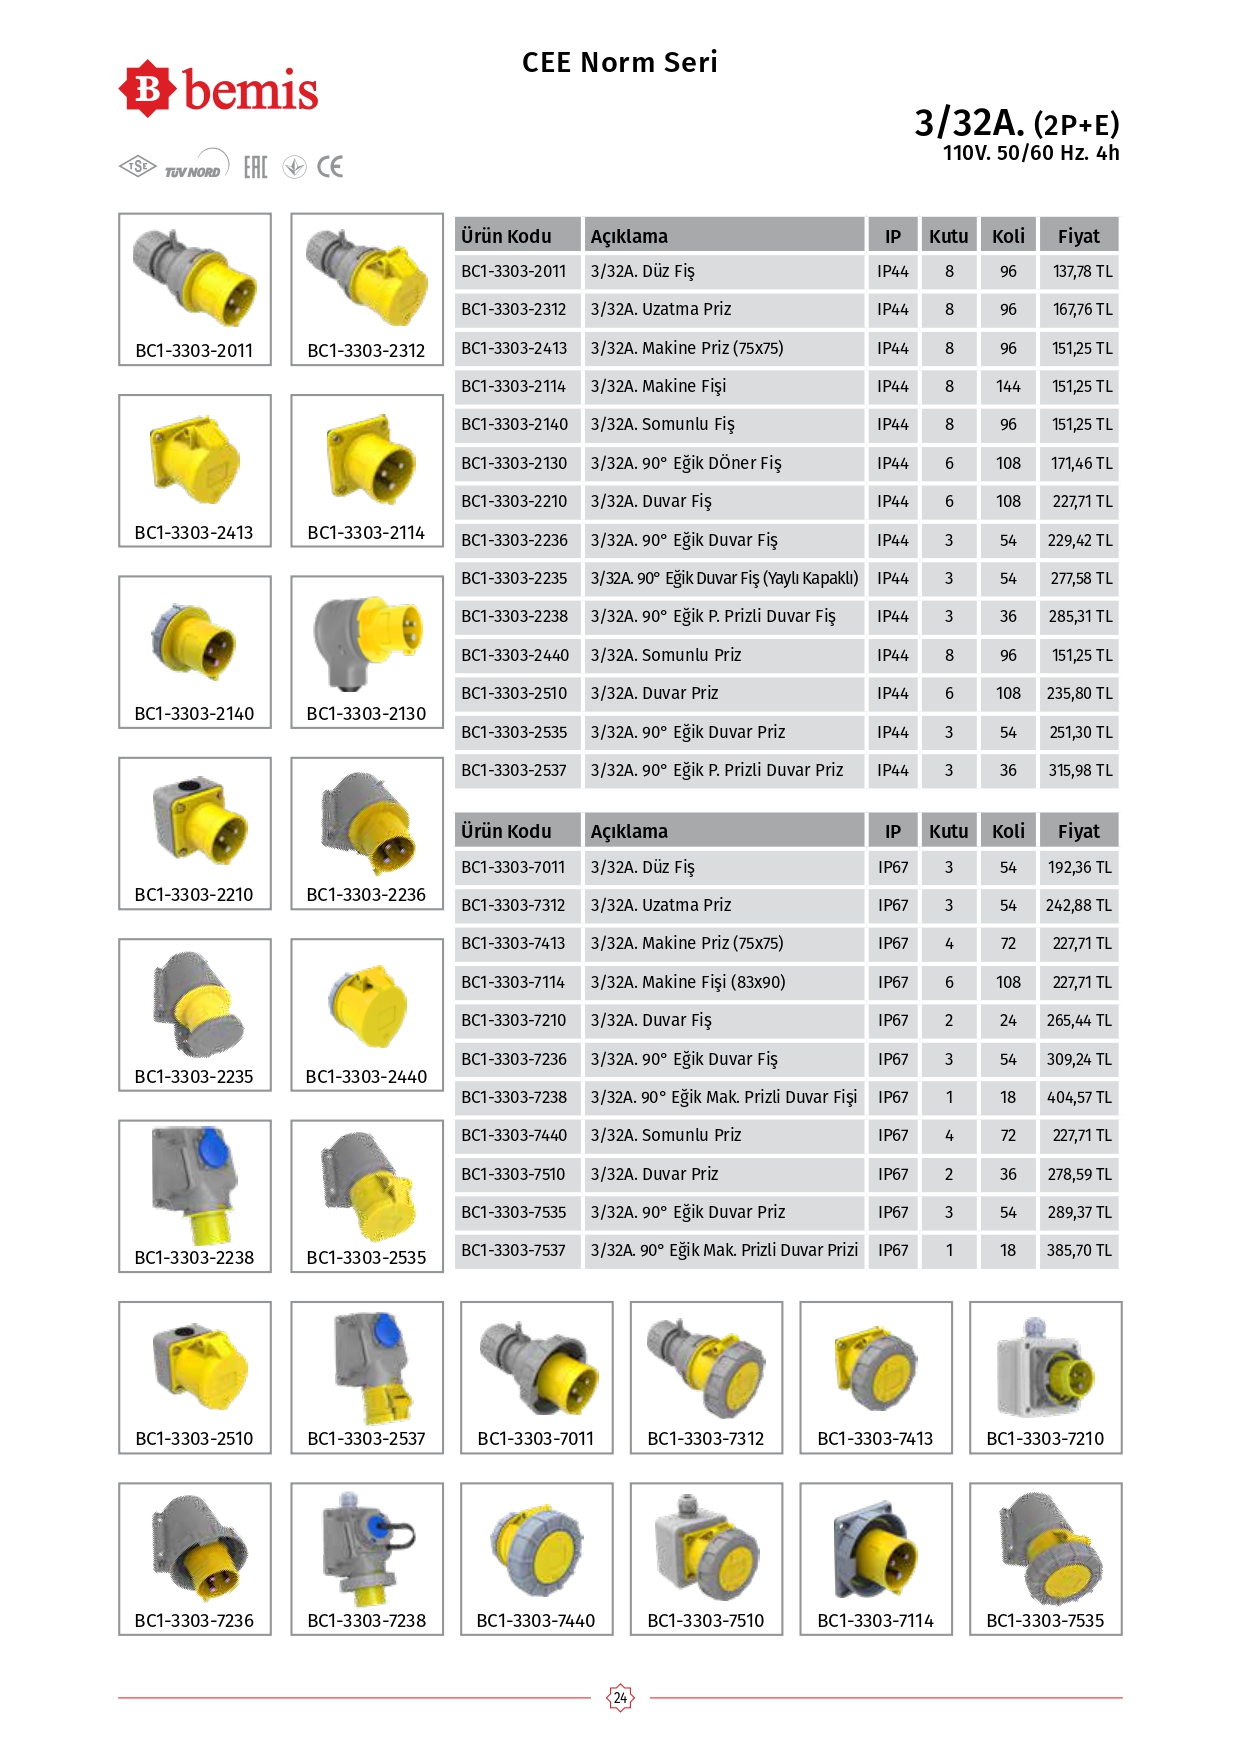 CEE Norm Seri
B bemis
3/32A. (2P+E)
110V. 50/60 Hz. 4h
TSE TÜV NORD EAC CE
BC1-3303-2011 BC1-3303-2312
BC1-3303-2413 BC1-3303-2114
BC1-3303-2140 BC1-3303-2130
BC1-3303-2210 BC1-3303-2236
BC1-3303-2235 BC1-3303-2440
BC1-3303-2238 BC1-3303-2535
Ürün Kodu Açıklama IP Kutu Koli Fiyat
BC1-3303-2011 3/32A. Düz Fiş IP44 8 96 137,78 TL
BC1-3303-2312 3/32A. Uzatma Priz IP44 8 96 167,76 TL
BC1-3303-2413 3/32A. Makine Priz (75x75) IP44 8 96 151,25 TL
BC1-3303-2114 3/32A. Makine Fişi IP44 8 144 151,25 TL
BC1-3303-2140 3/32A. Somunlu Fiş IP44 8 96 151,25 TL
BC1-3303-2130 3/32A. 90° Eğik DÖner Fiş IP44 6 108 171,46 TL
BC1-3303-2210 3/32A. Duvar Fiş IP44 6 108 227,71 TL
BC1-3303-2236 3/32A. 90° Eğik Duvar Fiş IP44 3 54 229,42 TL
BC1-3303-2235 3/32A. 90° Eğik Duvar Fiş (Yaylı Kapaklı) IP44 3 54 277,58 TL
BC1-3303-2238 3/32A. 90° Eğik P. Prizli Duvar Fiş IP44 3 36 285,31 TL
BC1-3303-2440 3/32A. Somunlu Priz IP44 8 96 151,25 TL
BC1-3303-2510 3/32A. Duvar Priz IP44 6 108 235,80 TL
BC1-3303-2535 3/32A. 90° Eğik Duvar Priz IP44 3 54 251,30 TL
BC1-3303-2537 3/32A. 90° Eğik P. Prizli Duvar Priz IP44 3 36 315,98 TL
Ürün Kodu Açıklama IP Kutu Koli Fiyat
BC1-3303-7011 3/32A. Düz Fiş IP67 3 54 192,36 TL
BC1-3303-7312 3/32A. Uzatma Priz IP67 3 54 242,88 TL
BC1-3303-7413 3/32A. Makine Priz (75x75) IP67 4 72 227,71 TL
BC1-3303-7114 3/32A. Makine Fişi (83x90) IP67 6 108 227,71 TL
BC1-3303-7210 3/32A. Duvar Fiş IP67 2 24 265,44 TL
BC1-3303-7236 3/32A. 90° Eğik Duvar Fiş IP67 3 54 309,24 TL
BC1-3303-7238 3/32A. 90° Eğik Mak. Prizli Duvar Fişi IP67 1 18 404,57 TL
BC1-3303-7440 3/32A. Somunlu Priz IP67 4 72 227,71 TL
BC1-3303-7510 3/32A. Duvar Priz IP67 2 36 278,59 TL
BC1-3303-7535 3/32A. 90° Eğik Duvar Priz IP67 3 54 289,37 TL
BC1-3303-7537 3/32A. 90° Eğik Mak. Prizli Duvar Prizi IP67 1 18 385,70 TL
BC1-3303-2510 BC1-3303-2537 BC1-3303-7011 BC1-3303-7312 BC1-3303-7413 BC1-3303-7210
BC1-3303-7236 BC1-3303-7238 BC1-3303-7440 BC1-3303-7510 BC1-3303-7114 BC1-3303-7535
24